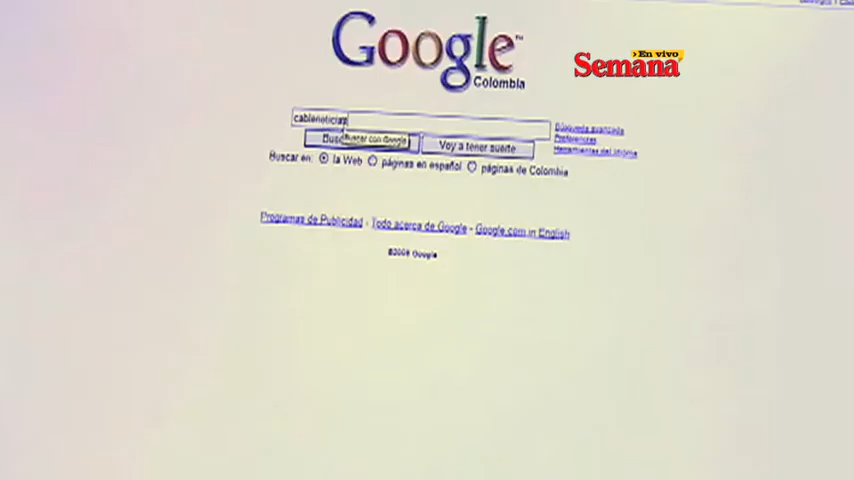 Google™
Colombia
En vivo
Semana
cablenoticias
Búsqueda avanzada
Preferencias
Herramientas del idioma
Buscar con Google
Voy a tener suerte
Buscar en: la Web páginas en español páginas de Colombia
Programas de Publicidad - Todo acerca de Google - Google.com in English
Google